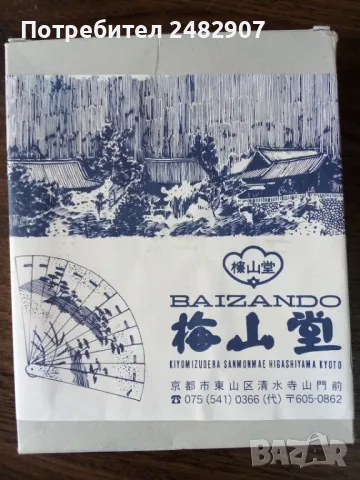 Потребител 2482907
梅山堂
BAIZANDO
梅山堂
KIYOMIZUDERA SANMONMAE HIGASHIYAMA KYOTO
京都市東山区清水寺山門前
☎ 075 (541) 0366 (代) 〒605-0862
BAZAR